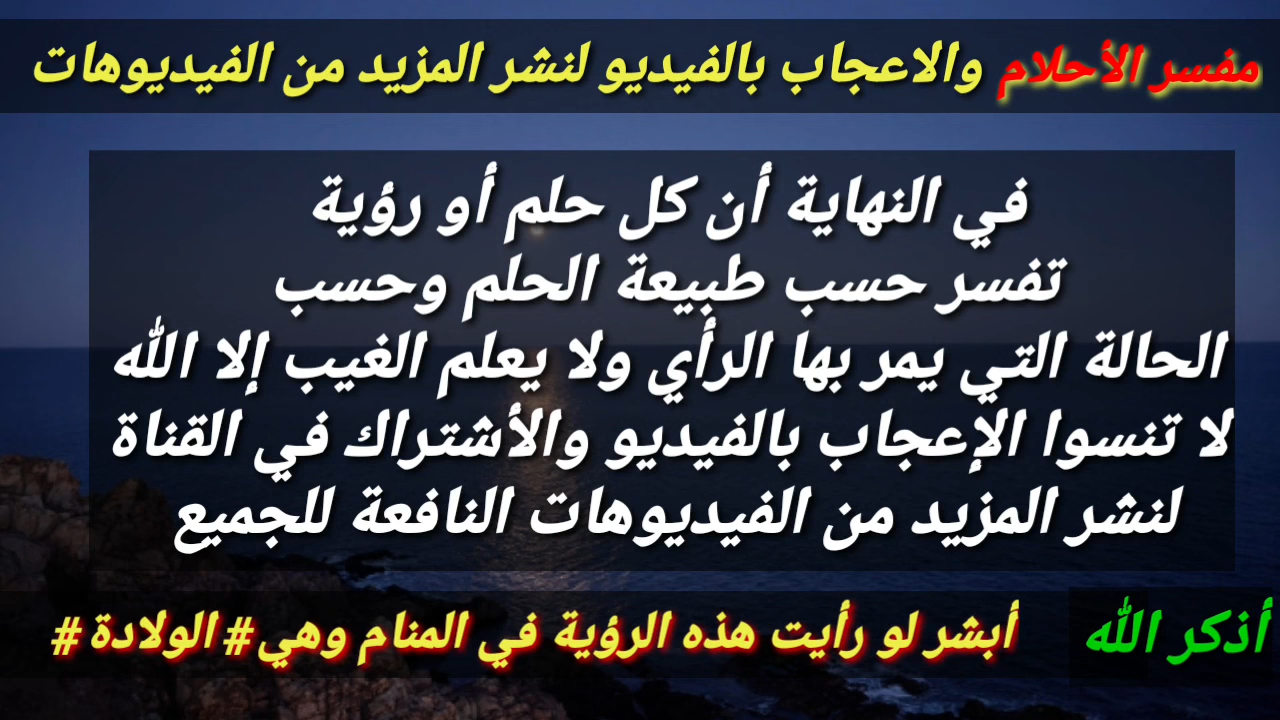 مفسر الأحلام والاعجاب بالفيديو لنشر المزيد من الفيديوهات
في النهاية أن كل حلم أو رؤية
تفسر حسب طبيعة الحلم وحسب
الحالة التي يمر بها الرأي ولا يعلم الغيب إلا الله
لا تنسوا الإعجاب بالفيديو والأشتراك في القناة
لنشر المزيد من الفيديوهات النافعة للجميع
أذكر الله
أبشر لو رأيت هذه الرؤية في المنام وهي#الولادة#